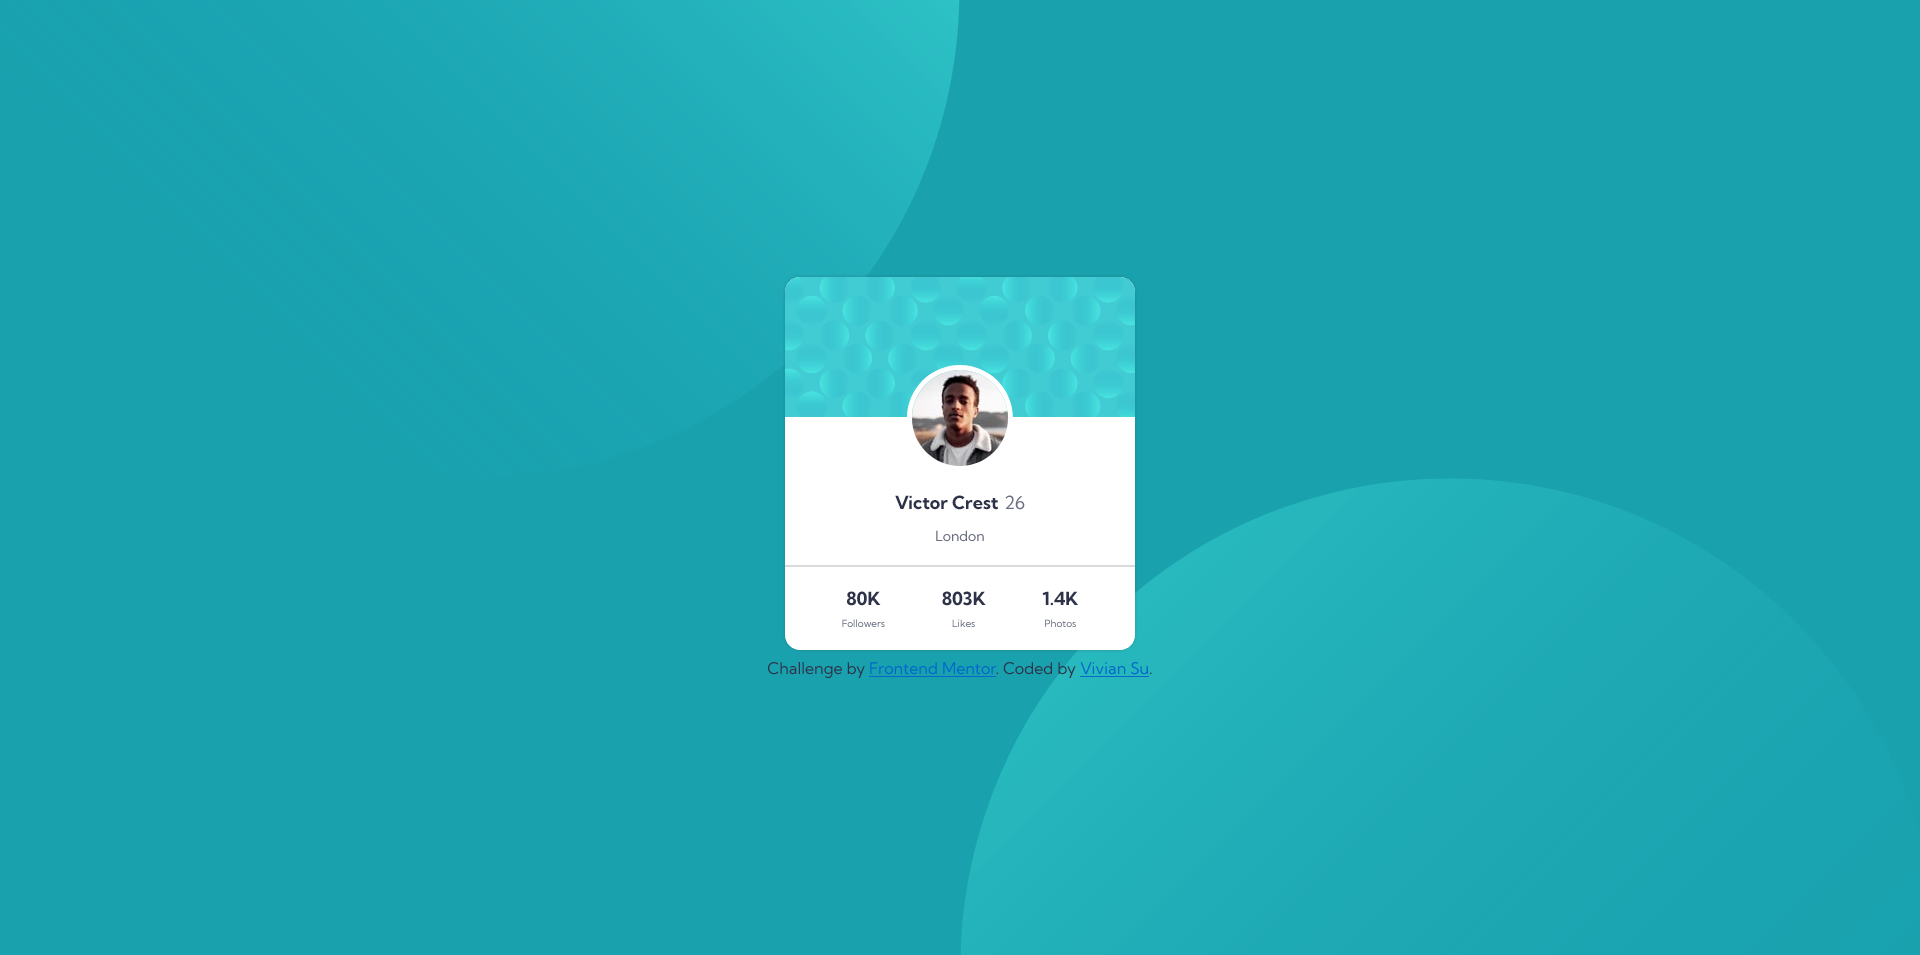 Victor Crest 26
London
80K 803K 1.4K
Followers Likes Photos
Challenge by Frontend Mentor. Coded by Vivian Su.